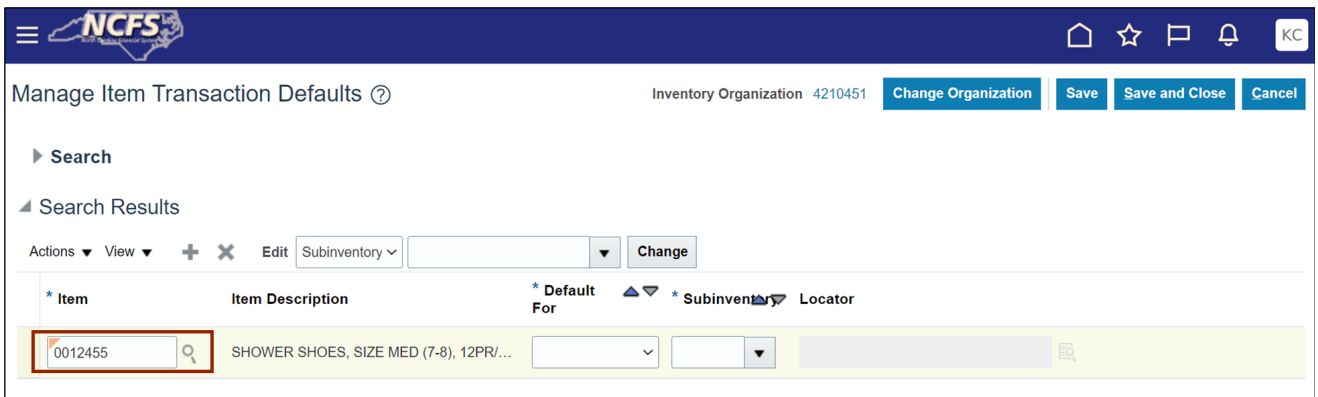 NCFS
KC
Manage Item Transaction Defaults ?
Inventory Organization 4210451 Change Organization Save Save and Close Cancel
Search
Search Results
Actions View Edit Subinventory Change
* Item Item Description * Default For * Subinventory Locator
0012455 SHOWER SHOES, SIZE MED (7-8), 12PR/...